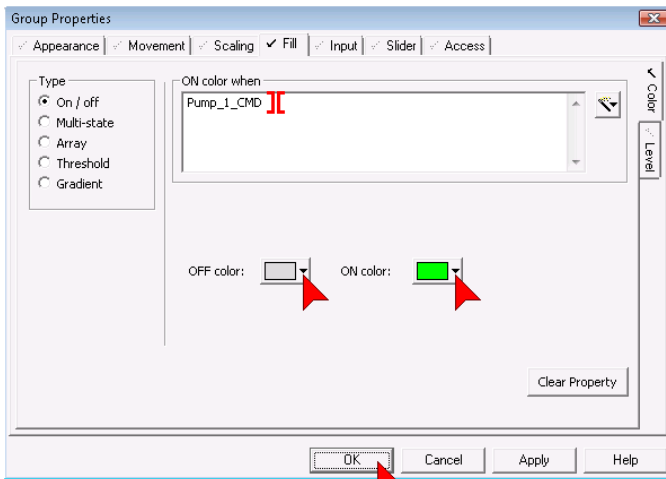 Group Properties
Appearance Movement Scaling Fill Input Slider Access
Type
On / off
Multi-state
Array
Threshold
Gradient
ON color when
Pump_1_CMD
Color
Level
OFF color: ON color:
Clear Property
OK Cancel Apply Help